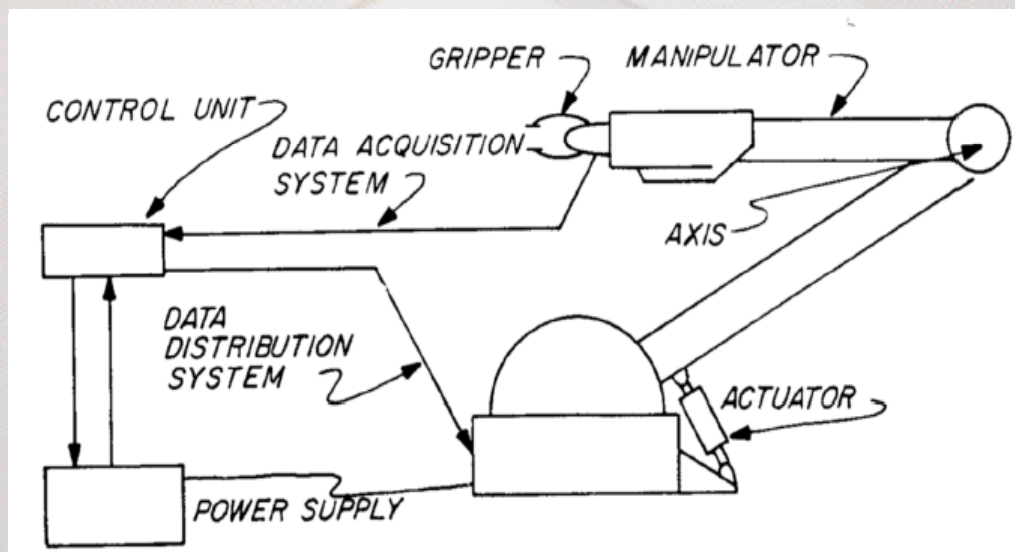 GRIPPER
MANIPULATOR
CONTROL UNIT
DATA ACQUISITION
SYSTEM
AXIS
DATA
DISTRIBUTION
SYSTEM
ACTUATOR
POWER SUPPLY